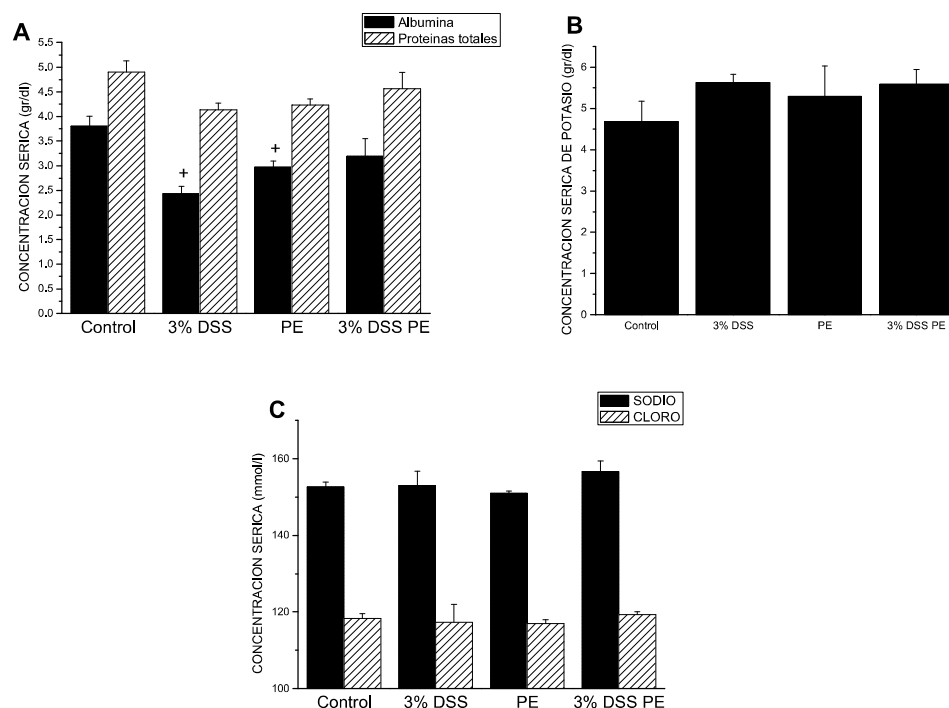 A
Albumina
Proteinas totales
CONCENTRACION SERICA (gr/dl)
5.5
5.0
4.5
4.0
3.5
3.0
2.5
2.0
1.5
1.0
0.5
0.0
+
+
Control
3% DSS
PE
3% DSS PE
B
CONCENTRACION SERICA DE POTASIO (gr/dl)
6
5
4
3
2
1
0
Control
3% DSS
PE
3% DSS PE
C
SODIO
CLORO
CONCENTRACION SERICA (mmol/l)
160
140
120
100
Control
3% DSS
PE
3% DSS PE